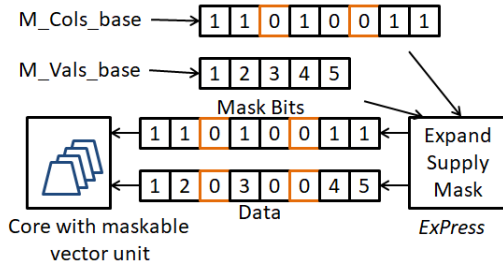 M_Cols_base 1 1 0 1 0 0 1 1
M_Vals_base 1 2 3 4 5
Mask Bits
1 1 0 1 0 0 1 1
Expand
Supply
Mask
1 2 0 3 0 0 4 5
Data
ExPress
Core with maskable
vector unit